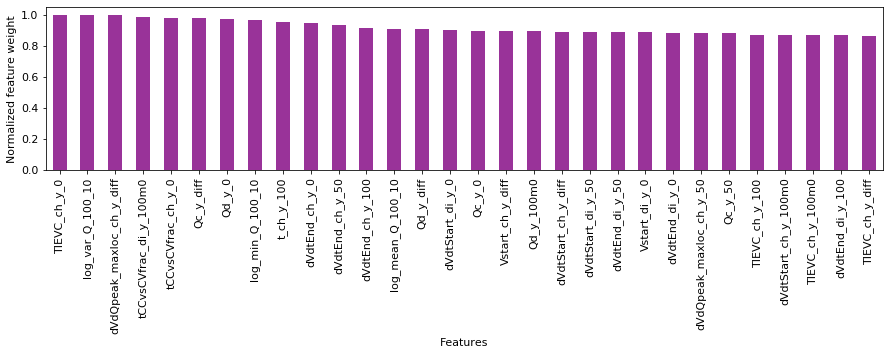 Normalized feature weight
1.0
0.8
0.6
0.4
0.2
0.0
TIEVC_ch_y_0
log_var_Q_100_10
dVdQpeak_maxloc_ch_y_diff
tCCvsCVfrac_di_y_100m0
tCCvsCVfrac_ch_y_0
Qc_y_diff
Qd_y_0
log_min_Q_100_10
t_ch_y_100
dVdtEnd_ch_y_0
dVdtEnd_ch_y_50
dVdtEnd_ch_y_100
log_mean_Q_100_10
Qd_y_diff
dVdtStart_di_y_0
Qc_y_0
Vstart_ch_y_diff
Qd_y_100m0
dVdtStart_ch_y_diff
dVdtStart_di_y_50
dVdtEnd_di_y_50
Vstart_di_y_0
dVdtEnd_di_y_0
dVdQpeak_maxloc_ch_y_50
Qc_y_50
TIEVC_ch_y_100
dVdtStart_ch_y_100m0
TIEVC_ch_y_100m0
dVdtEnd_di_y_100
TIEVC_ch_y_diff
Features